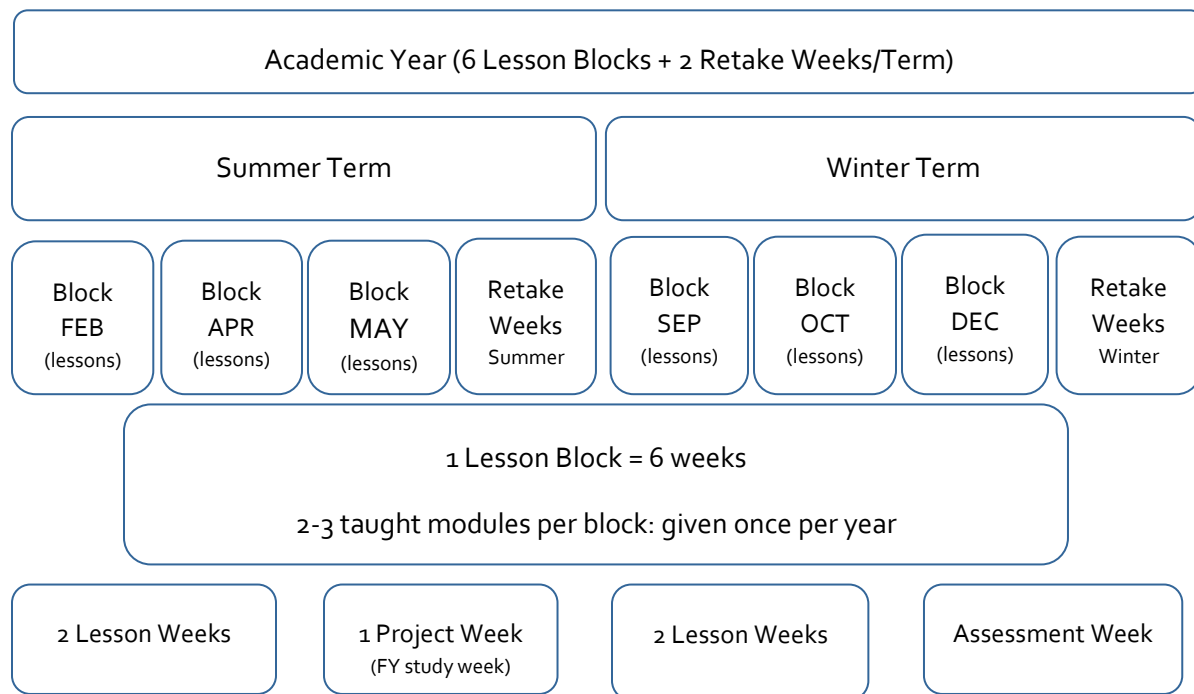 Academic Year (6 Lesson Blocks + 2 Retake Weeks/Term)
Summer Term
Winter Term
Block
FEB
(lessons)
Block
APR
(lessons)
Block
MAY
(lessons)
Retake
Weeks
Summer
Block
SEP
(lessons)
Block
OCT
(lessons)
Block
DEC
(lessons)
Retake
Weeks
Winter
1 Lesson Block = 6 weeks
2-3 taught modules per block: given once per year
2 Lesson Weeks
1 Project Week
(FY study week)
2 Lesson Weeks
Assessment Week